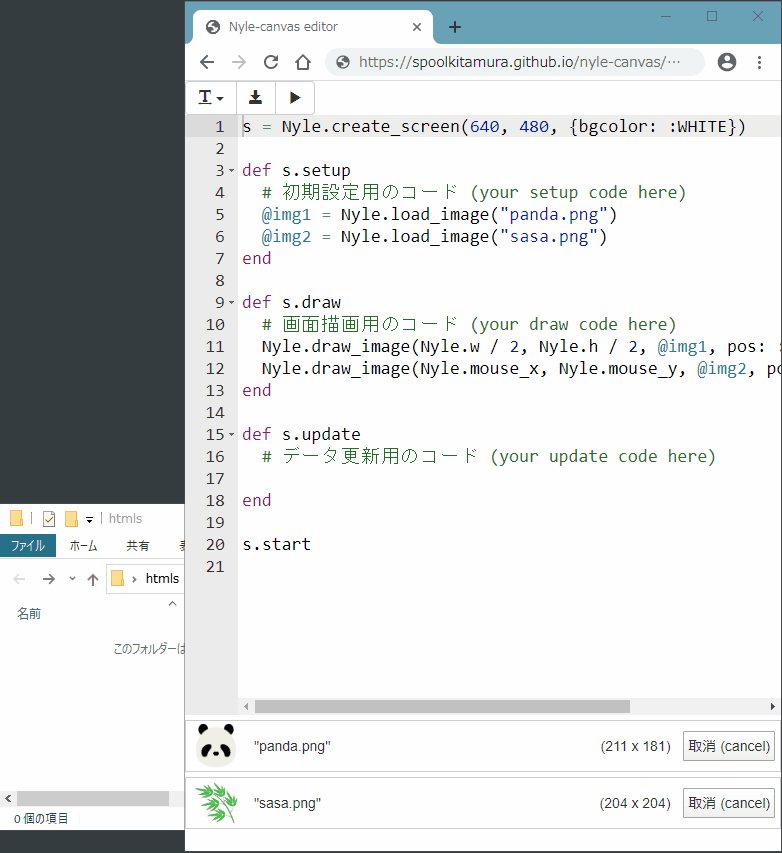 Nyle-canvas editor
https://spoolkitamura.github.io/nyle-canvas/…
T
1 s = Nyle.create_screen(640, 480, {bgcolor: :WHITE})
2
3 def s.setup
4 # 初期設定用のコード (your setup code here)
5 @img1 = Nyle.load_image("panda.png")
6 @img2 = Nyle.load_image("sasa.png")
7 end
8
9 def s.draw
10 # 画面描画用のコード (your draw code here)
11 Nyle.draw_image(Nyle.w / 2, Nyle.h / 2, @img1, pos: :
12 Nyle.draw_image(Nyle.mouse_x, Nyle.mouse_y, @img2, po
13 end
14
15 def s.update
16 # データ更新用のコード (your update code here)
17
18 end
19
20 s.start
21
htmls
ファイル ホーム 共有
htmls
名前
このフォルダーは
0 個の項目
"panda.png" (211 x 181) 取消 (cancel)
"sasa.png" (204 x 204) 取消 (cancel)